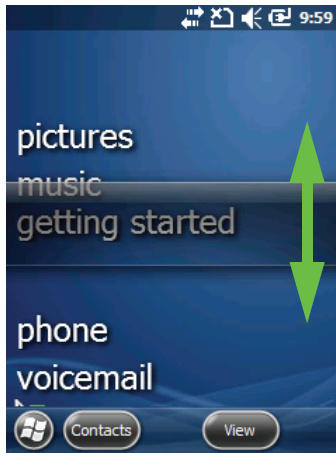 9:59
pictures
music
getting started
phone
voicemail
Contacts
View